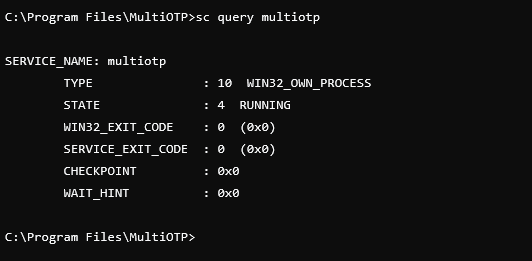 C:\Program Files\MultiOTP>sc query multiotp
SERVICE_NAME: multiotp
TYPE : 10 WIN32_OWN_PROCESS
STATE : 4 RUNNING
WIN32_EXIT_CODE : 0 (0x0)
SERVICE_EXIT_CODE : 0 (0x0)
CHECKPOINT : 0x0
WAIT_HINT : 0x0
C:\Program Files\MultiOTP>